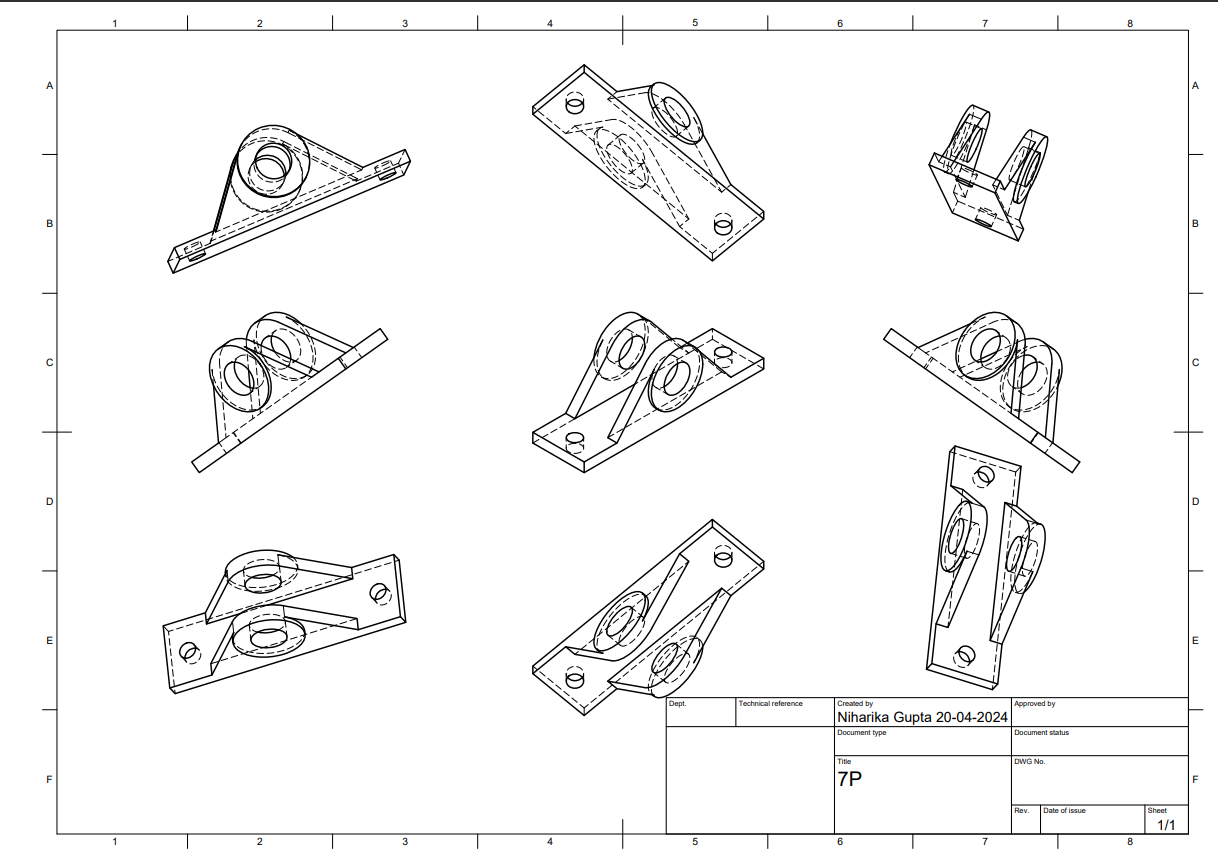 1 2 3 4 5 6 7 8
A A
B B
C C
D D
E E
Dept. Technical reference Created by Approved by
Niharika Gupta 20-04-2024
Document type Document status
Title DWG No.
7P
F F
Rev. Date of issue Sheet
1/1
1 2 3 4 5 6 7 8